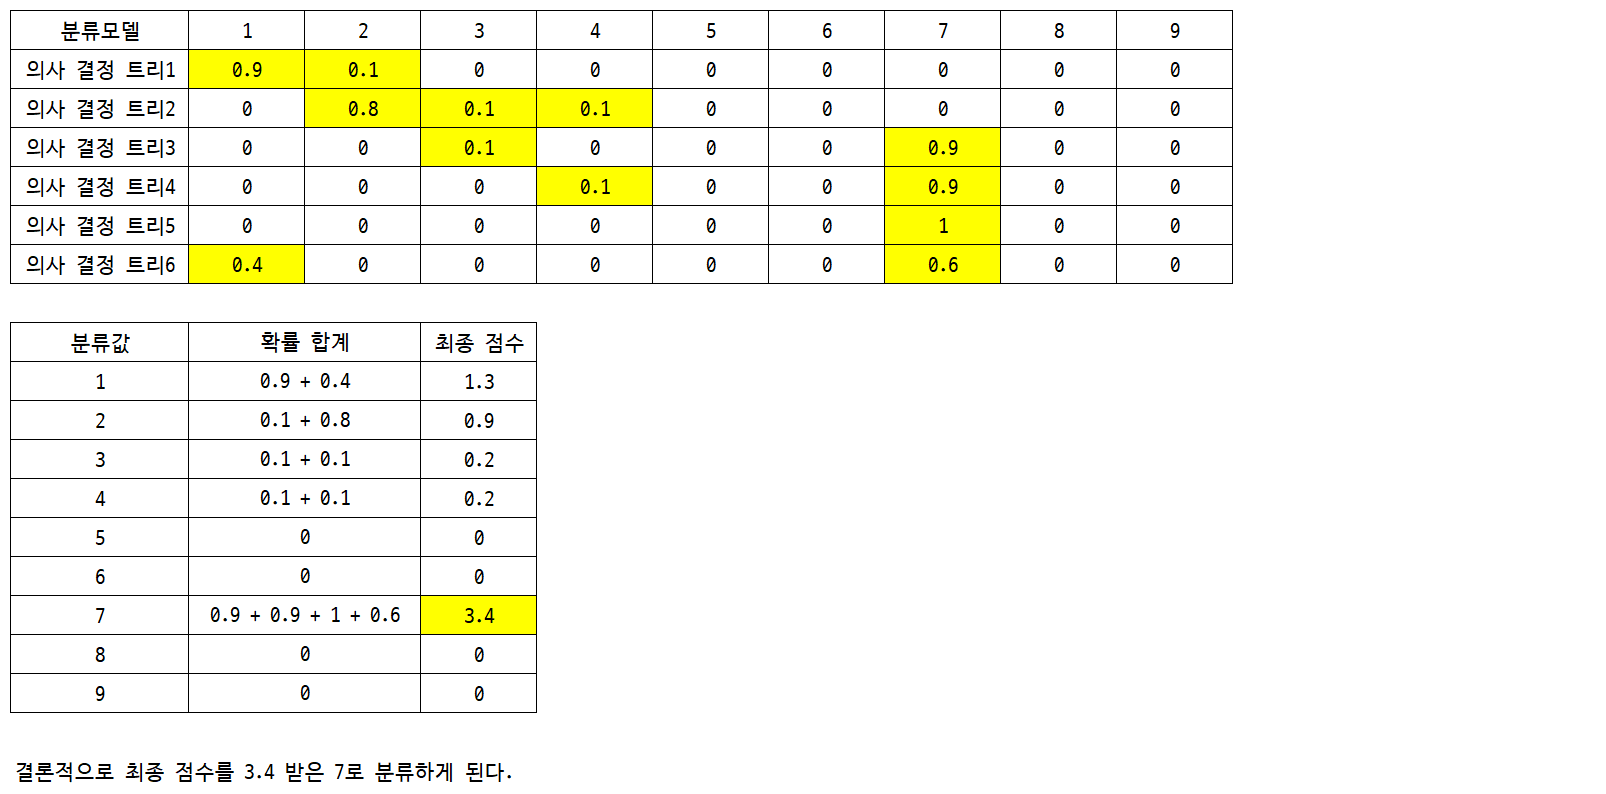 분류모델 1 2 3 4 5 6 7 8 9
의사 결정 트리1 0.9 0.1 0 0 0 0 0 0 0
의사 결정 트리2 0 0.8 0.1 0.1 0 0 0 0 0
의사 결정 트리3 0 0 0.1 0 0 0 0.9 0 0
의사 결정 트리4 0 0 0 0.1 0 0 0.9 0 0
의사 결정 트리5 0 0 0 0 0 0 1 0 0
의사 결정 트리6 0.4 0 0 0 0 0 0.6 0 0
분류값 확률 합계 최종 점수
1 0.9 + 0.4 1.3
2 0.1 + 0.8 0.9
3 0.1 + 0.1 0.2
4 0.1 + 0.1 0.2
5 0 0
6 0 0
7 0.9 + 0.9 + 1 + 0.6 3.4
8 0 0
9 0 0
결론적으로 최종 점수를 3.4 받은 7로 분류하게 된다.